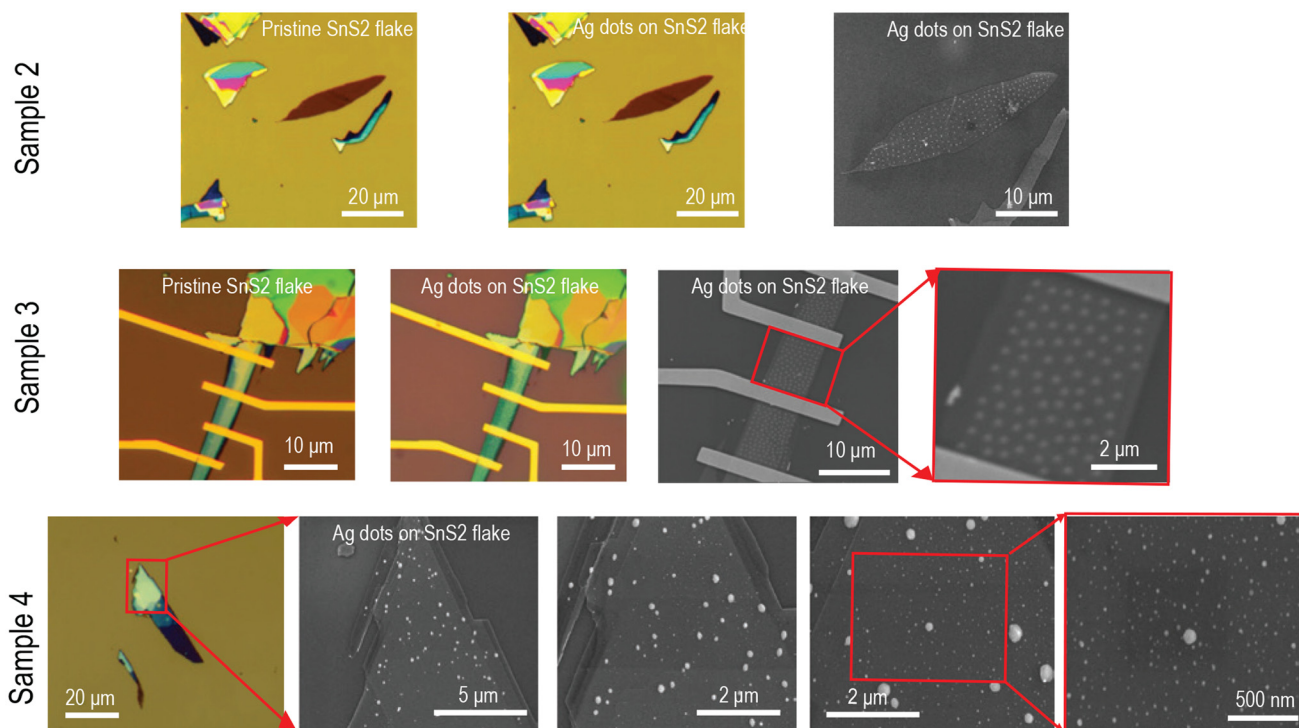 Sample 2
Pristine SnS2 flake
20 µm
Ag dots on SnS2 flake
20 µm
Ag dots on SnS2 flake
10 µm
Sample 3
Pristine SnS2 flake
10 µm
Ag dots on SnS2 flake
10 µm
Ag dots on SnS2 flake
10 µm
2 µm
Sample 4
20 µm
Ag dots on SnS2 flake
5 µm
2 µm
2 µm
500 nm